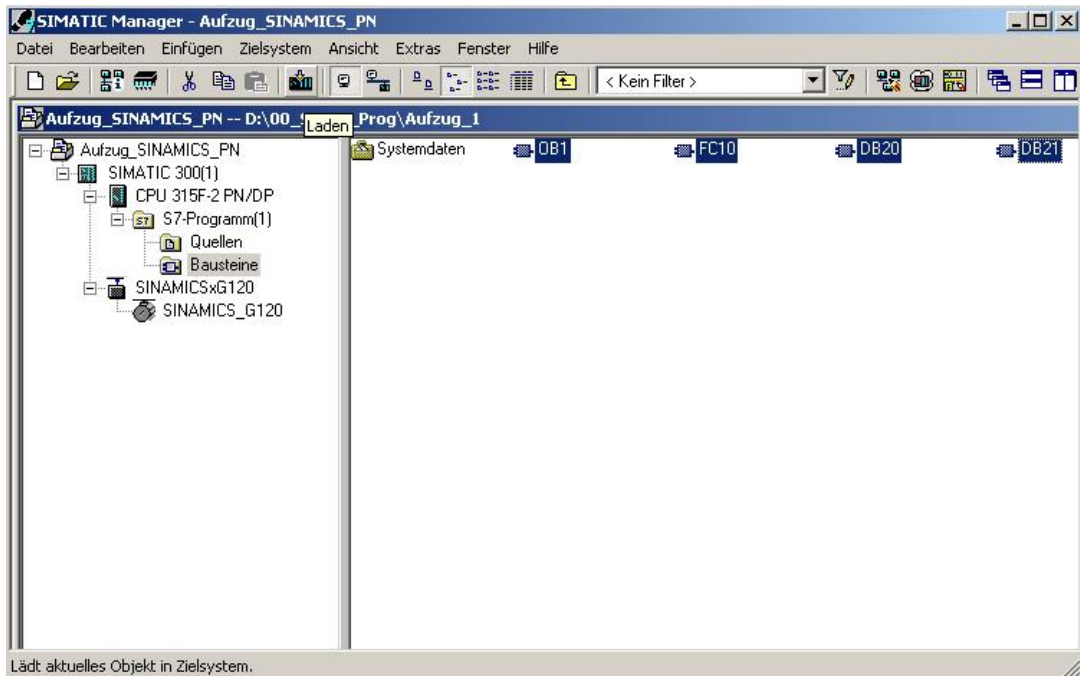 SIMATIC Manager - Aufzug_SINAMICS_PN
Datei Bearbeiten Einfügen Zielsystem Ansicht Extras Fenster Hilfe
< Kein Filter >
Aufzug_SINAMICS_PN -- D:\00_S _Prog\Aufzug_1
Laden
Aufzug_SINAMICS_PN
SIMATIC 300(1)
CPU 315F-2 PN/DP
S7-Programm(1)
Quellen
Bausteine
SINAMICSxG120
SINAMICS_G120
Systemdaten OB1 FC10 DB20 DB21
Lädt aktuelles Objekt in Zielsystem.